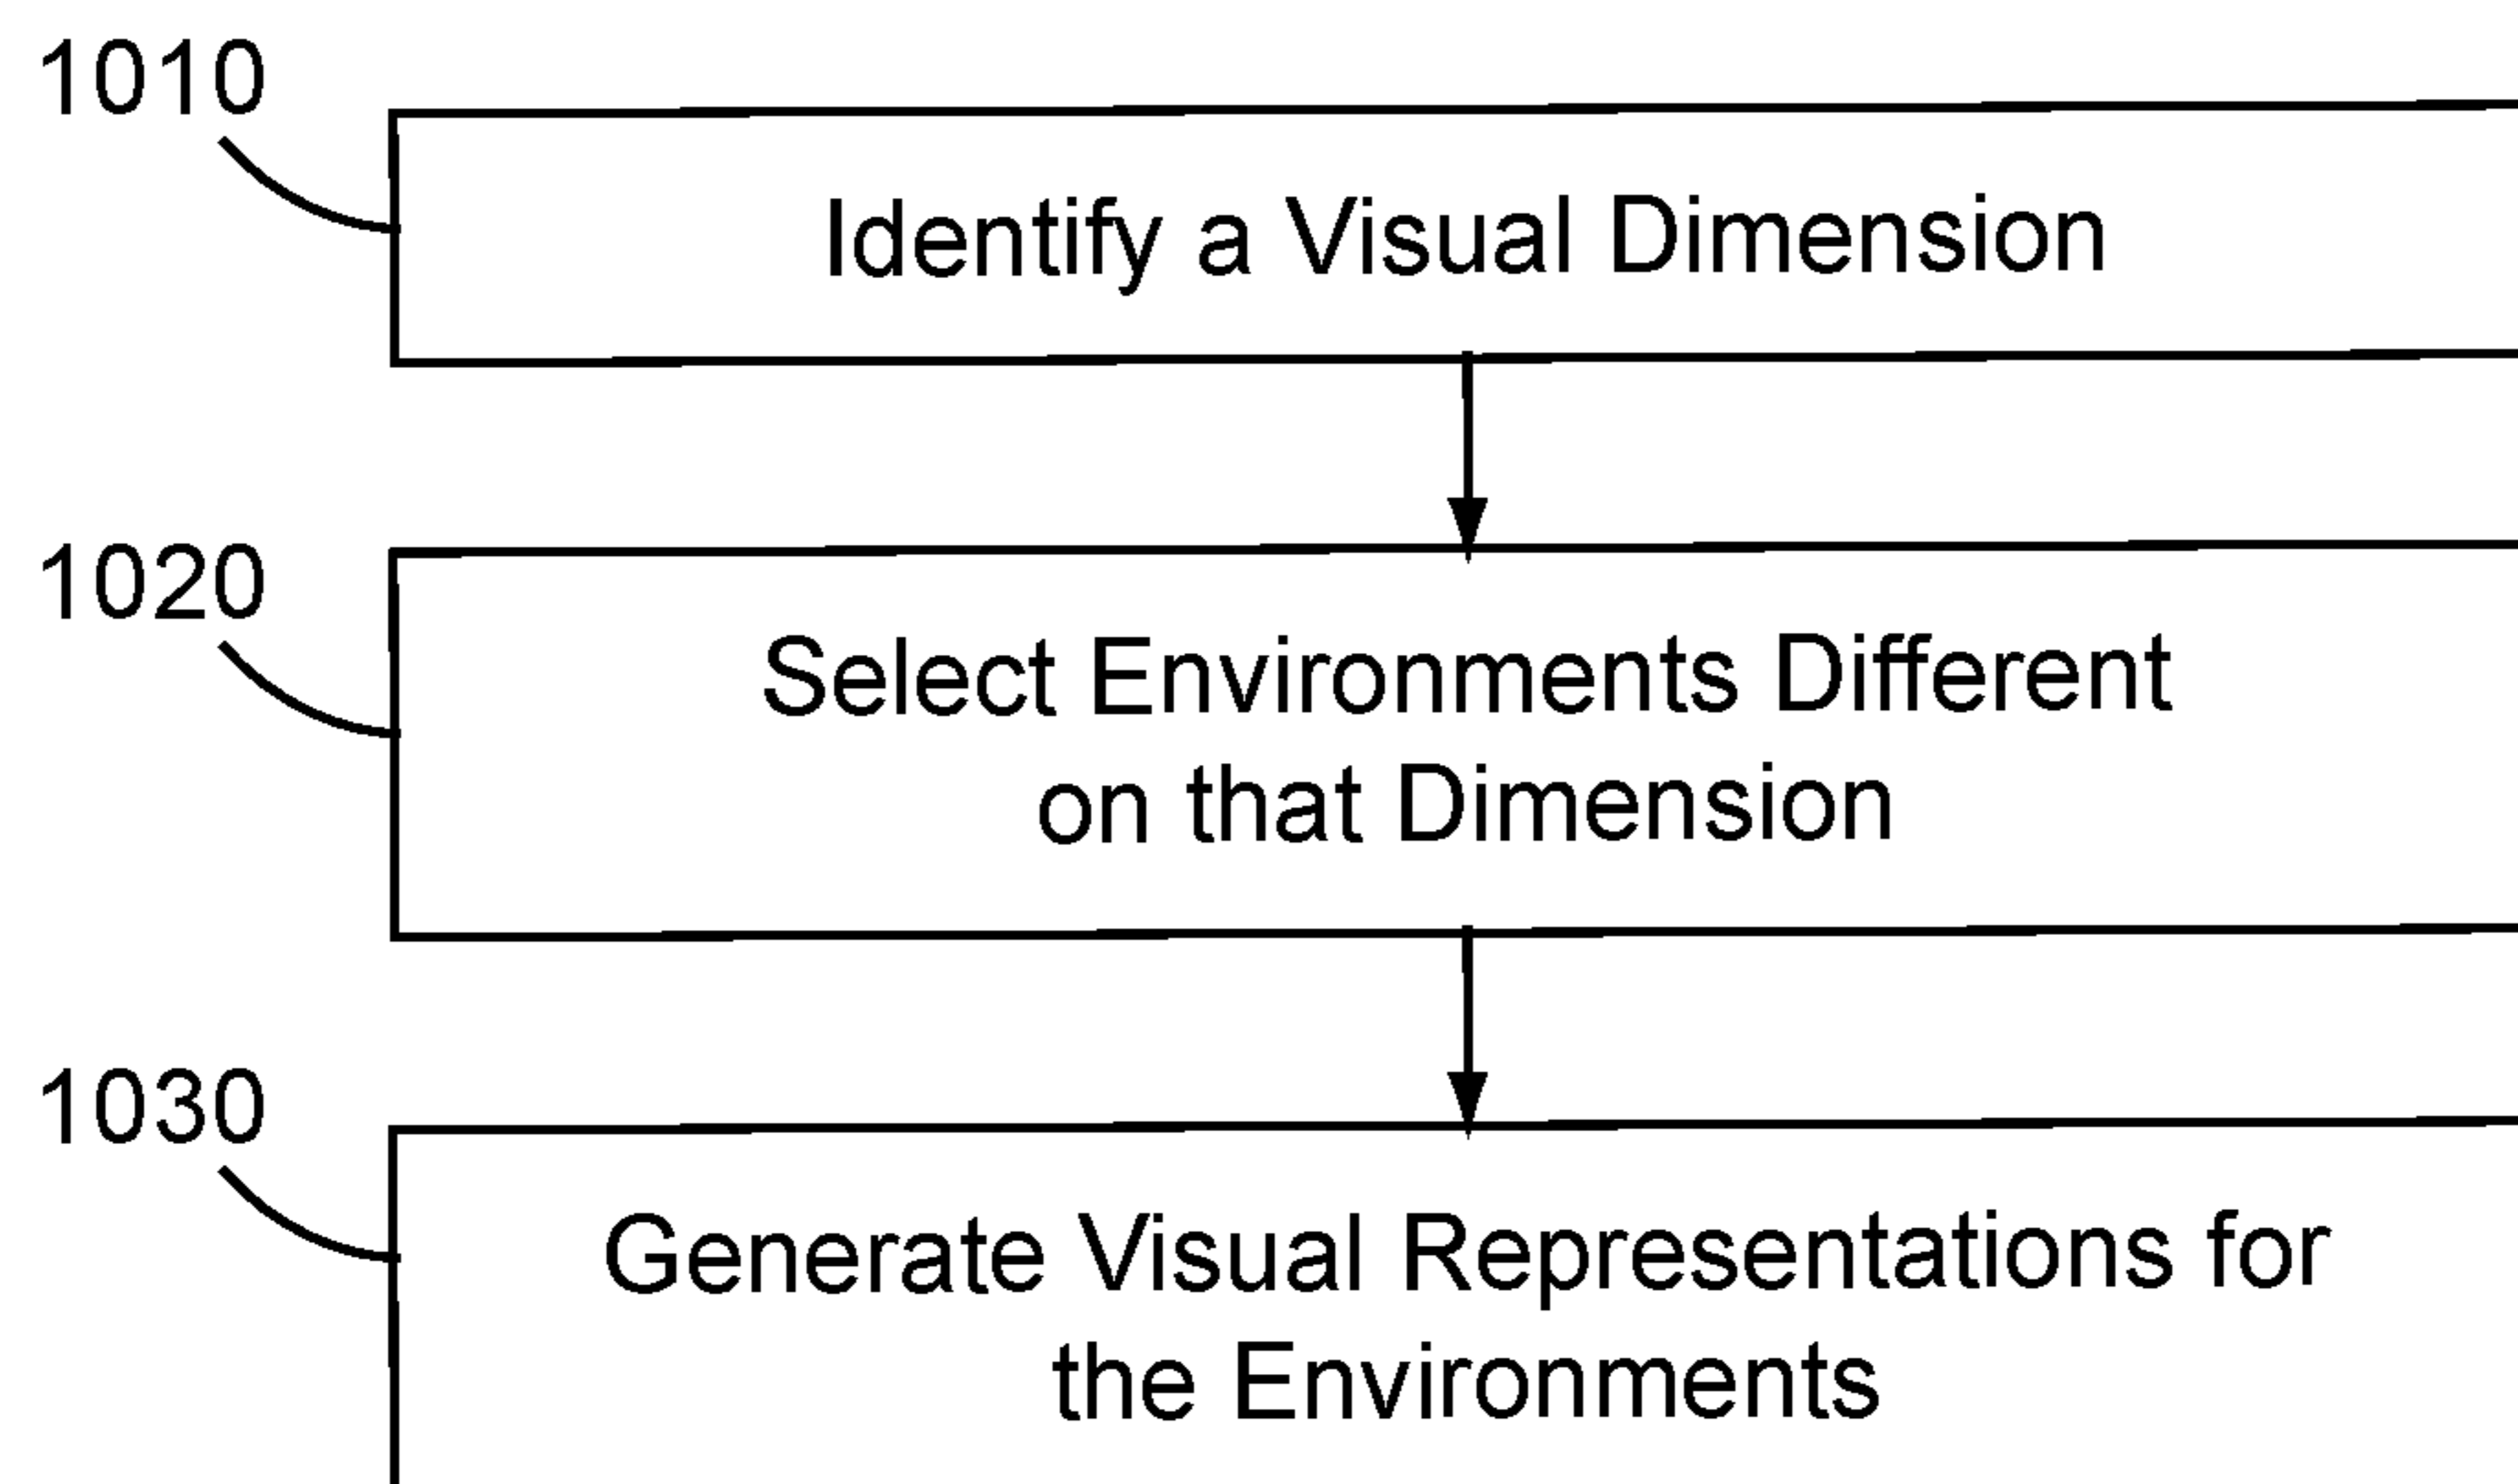 1010
Identify a Visual Dimension
1020
Select Environments Different
on that Dimension
1030
Generate Visual Representations for
the Environments